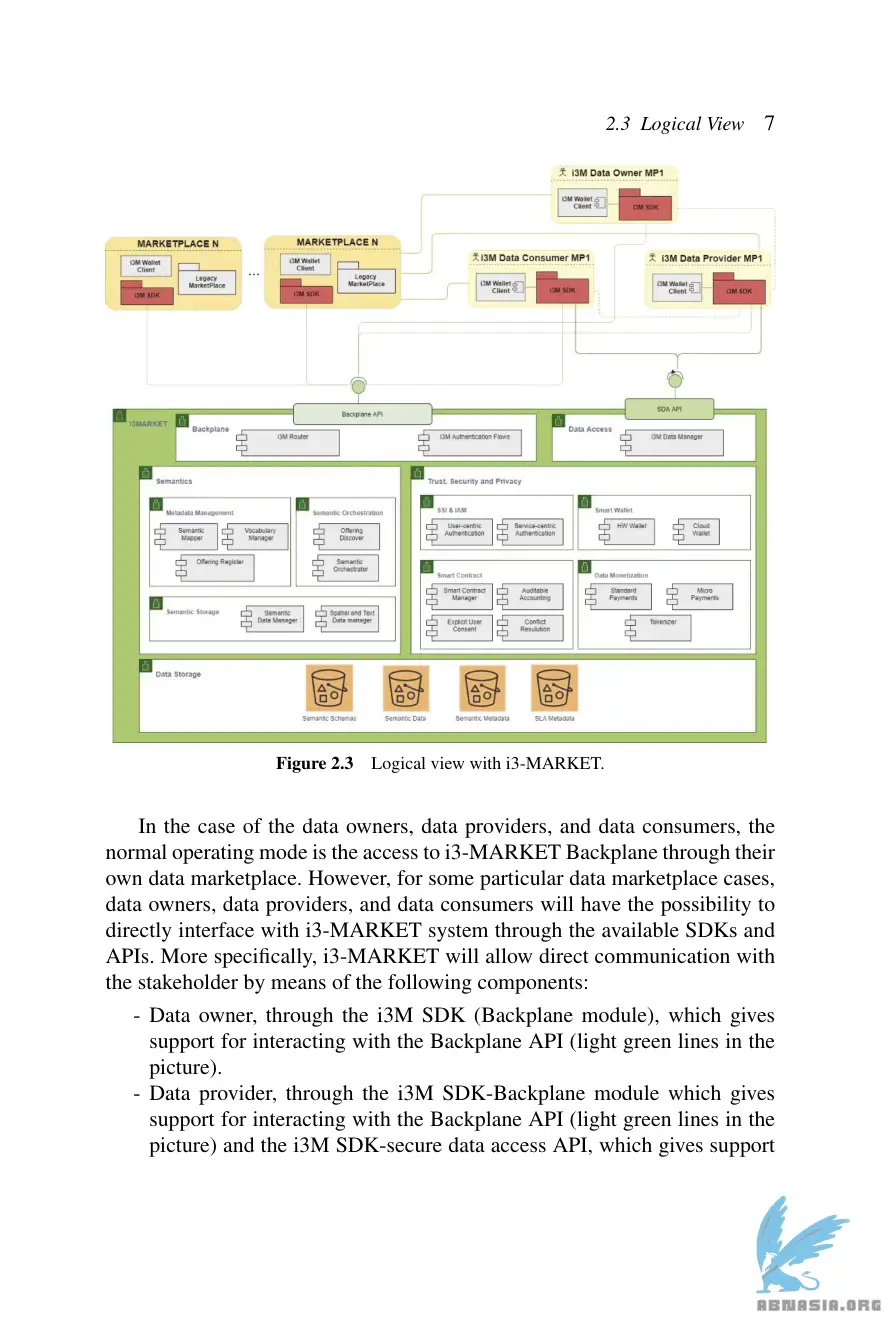 2.3 Logical View 7
i3M Data Owner MP1
i3M Wallet
Client
i3M SDK
MARKETPLACE N
i3M Wallet
Client
Legacy
MarketPlace
i3M SDK
...
MARKETPLACE N
i3M Wallet
Client
Legacy
MarketPlace
i3M SDK
i3M Data Consumer MP1
i3M Wallet
Client
i3M SDK
i3M Data Provider MP1
i3M Wallet
Client
i3M SDK
Backplane API
SDA API
I3MARKET
Backplane
i3M Router
i3M Authentication Flows
Data Access
i3M Data Manager
Semantics
Metadata Management
Semantic
Mapper
Vocabulary
Manager
Offering Register
Semantic Orchestration
Offering
Discover
Semantic
Orchestrator
Semantic Storage
Semantic
Data Manager
Spatial and Text
Data manager
Trust, Security and Privacy
SSI & IAM
User-centric
Authentication
Service-centric
Authentication
Smart Wallet
HW Wallet
Cloud
Wallet
Smart Contract
Smart Contract
Manager
Auditable
Accounting
Explicit User
Consent
Conflict
Resulution
Data Monetization
Standard
Payments
Micro
Payments
Tokenizer
Data Storage
Semantic Schemas
Semantic Data
Semantic Metadata
SLA Metadata
Figure 2.3 Logical view with i3-MARKET.
In the case of the data owners, data providers, and data consumers, the
normal operating mode is the access to i3-MARKET Backplane through their
own data marketplace. However, for some particular data marketplace cases,
data owners, data providers, and data consumers will have the possibility to
directly interface with i3-MARKET system through the available SDKs and
APIs. More specifically, i3-MARKET will allow direct communication with
the stakeholder by means of the following components:
- Data owner, through the i3M SDK (Backplane module), which gives
support for interacting with the Backplane API (light green lines in the
picture).
- Data provider, through the i3M SDK-Backplane module which gives
support for interacting with the Backplane API (light green lines in the
picture) and the i3M SDK-secure data access API, which gives support
ABNASIA.ORG